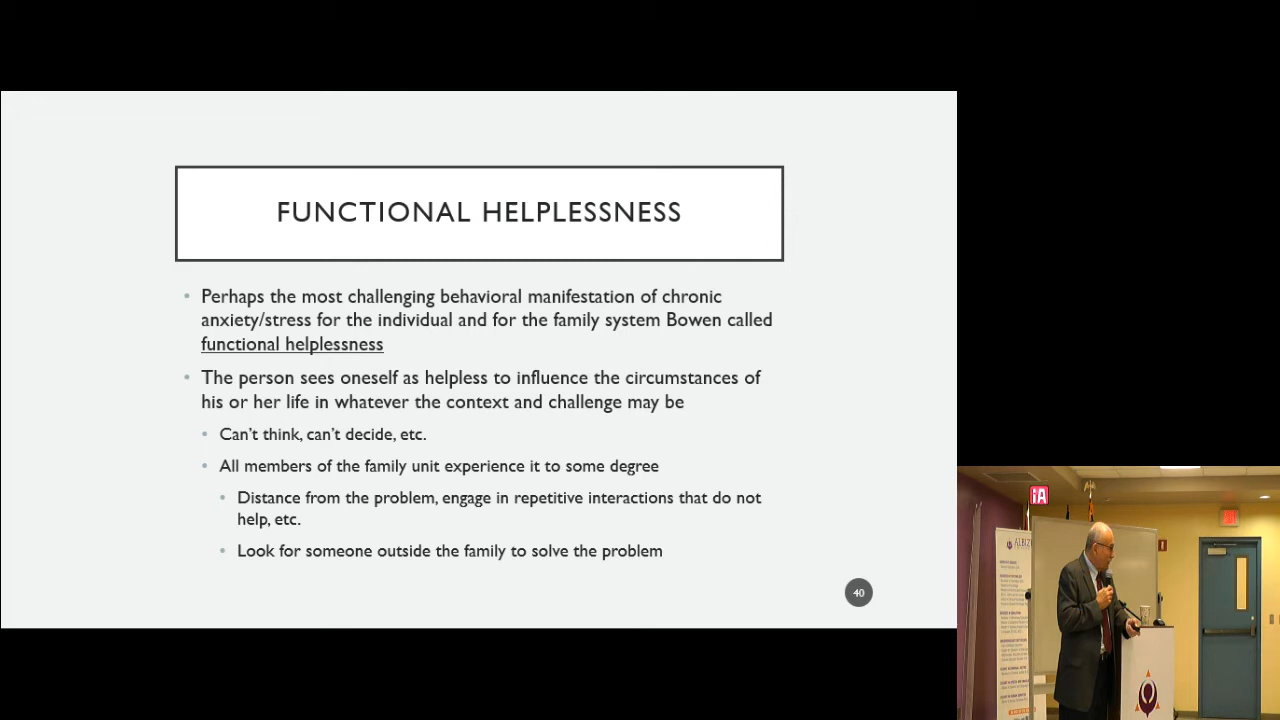 FUNCTIONAL HELPLESSNESS
• Perhaps the most challenging behavioral manifestation of chronic
anxiety/stress for the individual and for the family system Bowen called
functional helplessness
• The person sees oneself as helpless to influence the circumstances of
his or her life in whatever the context and challenge may be
• Can't think, can't decide, etc.
• All members of the family unit experience it to some degree
• Distance from the problem, engage in repetitive interactions that do not
help, etc.
• Look for someone outside the family to solve the problem
40
iA
ALBIZU